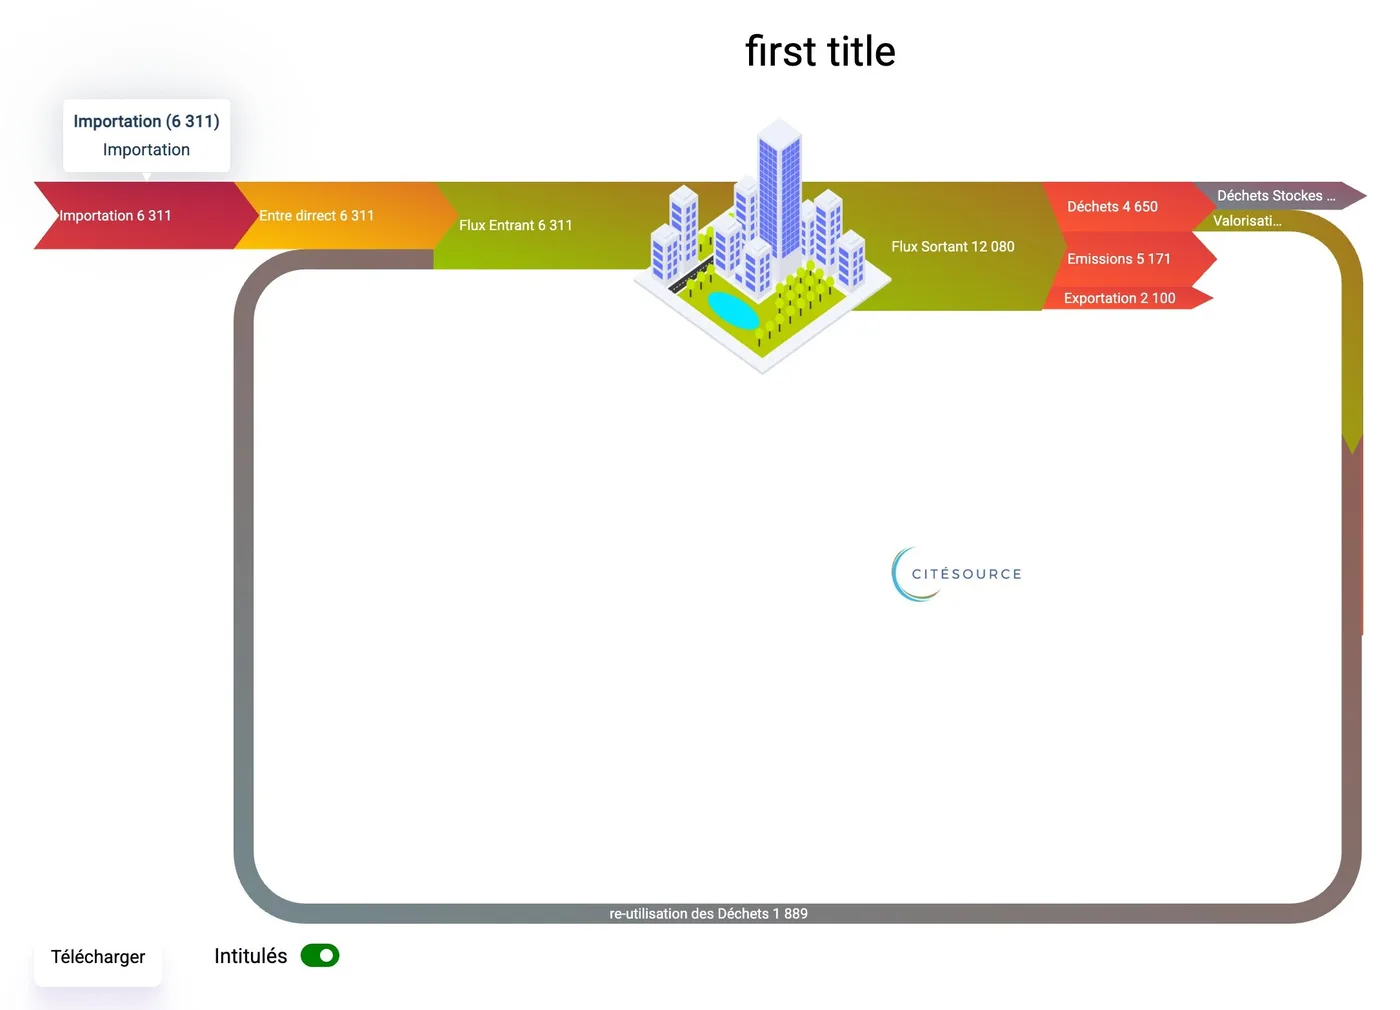 first title
Importation (6 311)
Importation
Importation 6 311
Entre dirrect 6 311
Flux Entrant 6 311
Flux Sortant 12 080
Déchets 4 650
Déchets Stockes ...
Valorisati...
Emissions 5 171
Exportation 2 100
CITÉSOURCE
re-utilisation des Déchets 1 889
Télécharger
Intitulés